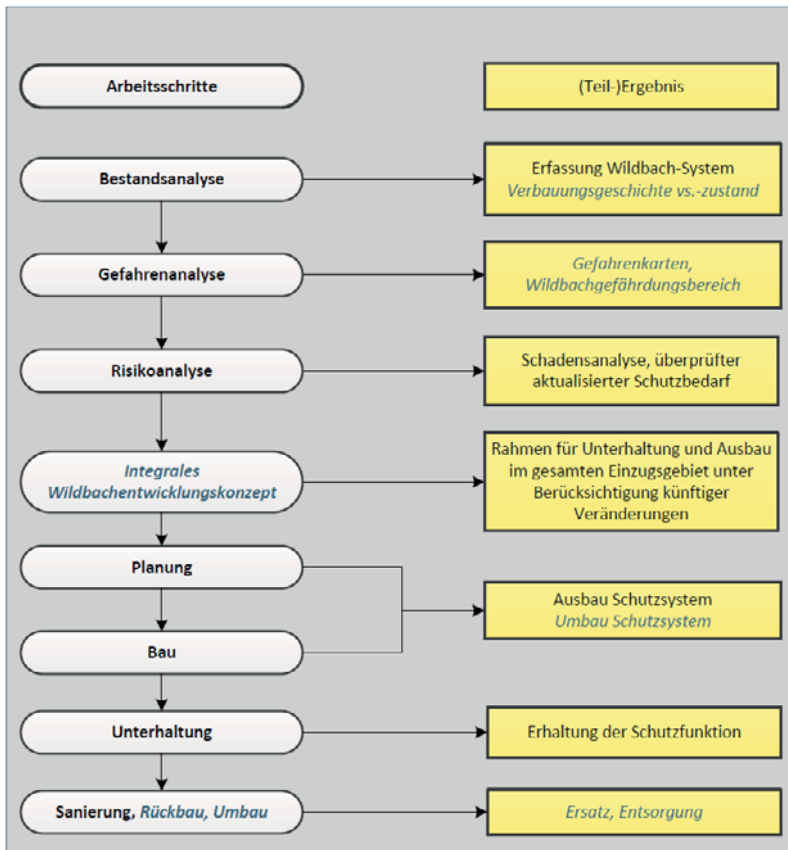 Arbeitsschritte
(Teil-)Ergebnis
Bestandsanalyse
Erfassung Wildbach-System
Verbauungsgeschichte vs.-zustand
Gefahrenanalyse
Gefahrenkarten,
Wildbachgefährdungsbereich
Risikoanalyse
Schadensanalyse, überprüfter
aktualisierter Schutzbedarf
Integrales
Wildbachentwicklungskonzept
Rahmen für Unterhaltung und Ausbau
im gesamten Einzugsgebiet unter
Berücksichtigung künftiger
Veränderungen
Planung
Bau
Ausbau Schutzsystem
Umbau Schutzsystem
Unterhaltung
Erhaltung der Schutzfunktion
Sanierung, Rückbau, Umbau
Ersatz, Entsorgung